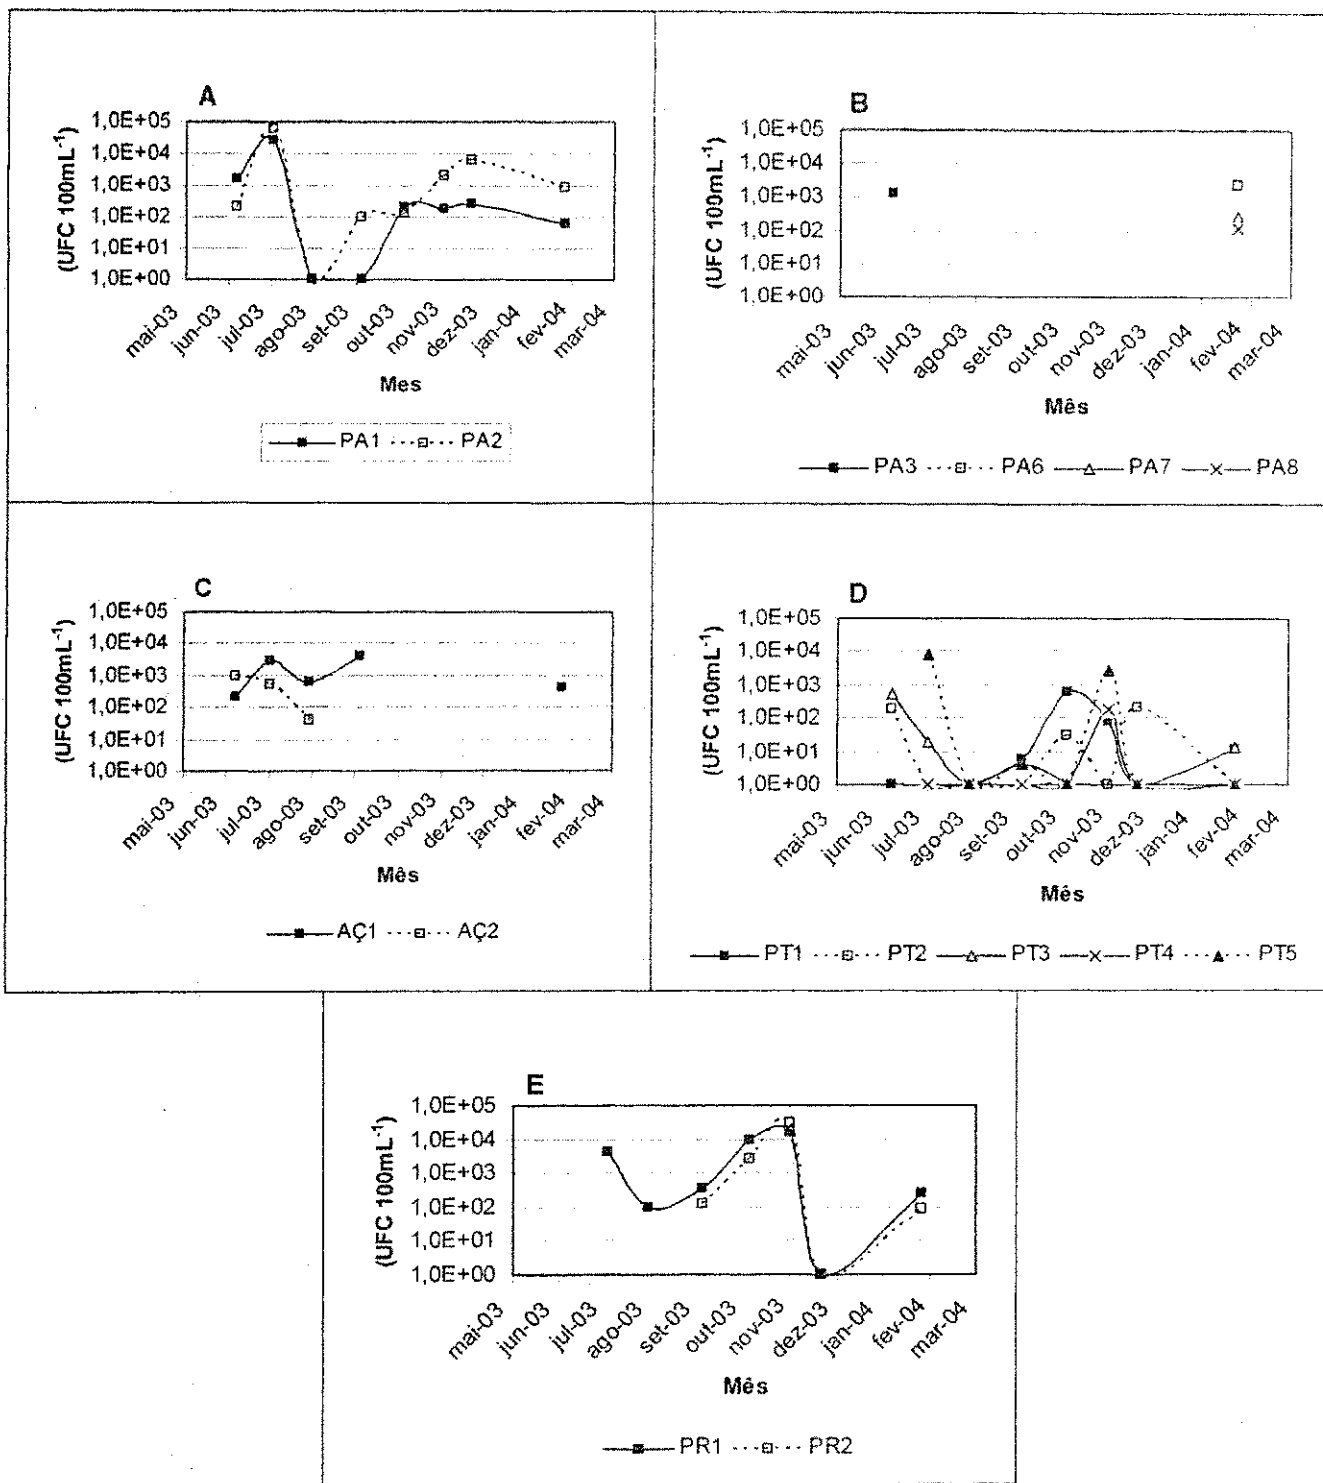 A
(UFC 100mL⁻¹)
1,0E+05
1,0E+04
1,0E+03
1,0E+02
1,0E+01
1,0E+00
mai-03
jun-03
jul-03
ago-03
set-03
out-03
nov-03
dez-03
jan-04
fev-04
mar-04
Mes
PA1 PA2
B
(UFC 100mL⁻¹)
1,0E+05
1,0E+04
1,0E+03
1,0E+02
1,0E+01
1,0E+00
mai-03
jun-03
jul-03
ago-03
set-03
out-03
nov-03
dez-03
jan-04
fev-04
mar-04
Mês
PA3 PA6 PA7 PA8
C
(UFC 100mL⁻¹)
1,0E+05
1,0E+04
1,0E+03
1,0E+02
1,0E+01
1,0E+00
mai-03
jun-03
jul-03
ago-03
set-03
out-03
nov-03
dez-03
jan-04
fev-04
mar-04
Mês
AÇ1 AÇ2
D
(UFC 100mL⁻¹)
1,0E+05
1,0E+04
1,0E+03
1,0E+02
1,0E+01
1,0E+00
mai-03
jun-03
jul-03
ago-03
set-03
out-03
nov-03
dez-03
jan-04
fev-04
mar-04
Mês
PT1 PT2 PT3 PT4 PT5
E
(UFC 100mL⁻¹)
1,0E+05
1,0E+04
1,0E+03
1,0E+02
1,0E+01
1,0E+00
mai-03
jun-03
jul-03
ago-03
set-03
out-03
nov-03
dez-03
jan-04
fev-04
mar-04
Mês
PR1 PR2